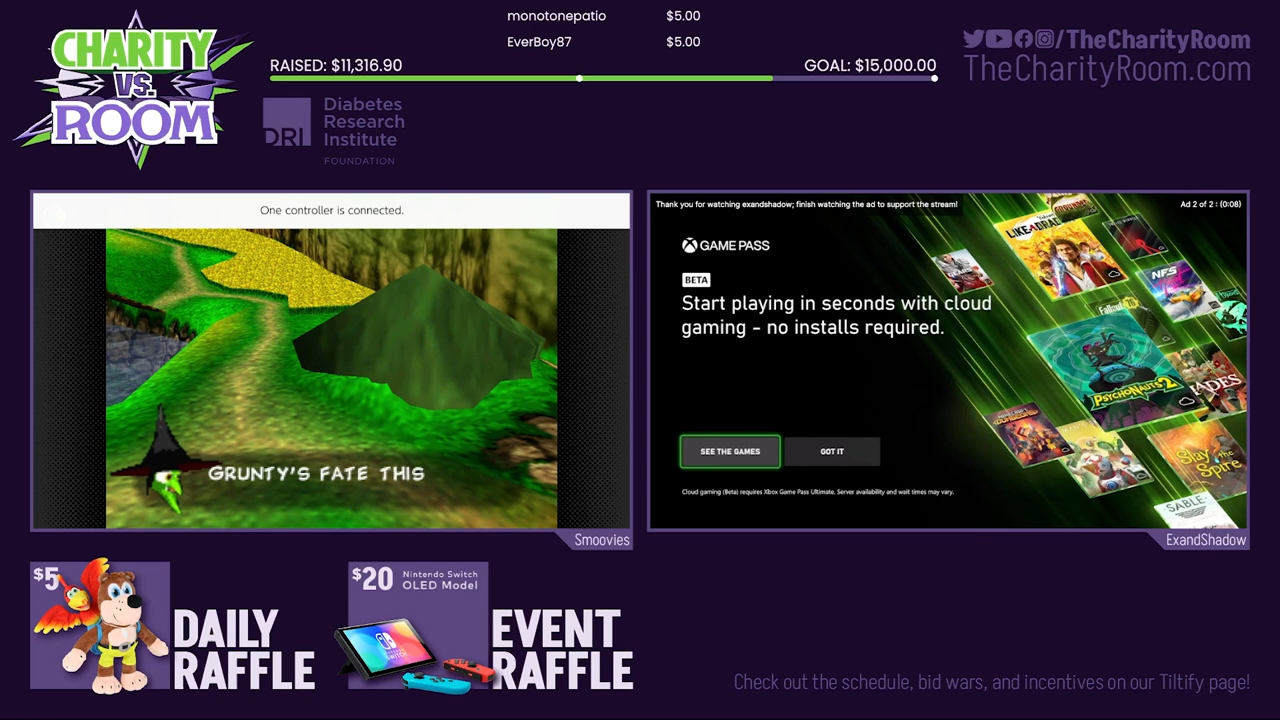 monotonepatio $5.00
EverBoy87 $5.00
CHARITY
VS.
ROOM
RAISED: $11,316.90 GOAL: $15,000.00
/TheCharityRoom
TheCharityRoom.com
DRI
Diabetes
Research
Institute
FOUNDATION
One controller is connected.
GRUNTY'S FATE THIS
Smoovies
Thank you for watching exandshadow; finish watching the ad to support the stream!
Ad 2 of 2 : (0:08)
XBOX GAME PASS
BETA
Start playing in seconds with cloud
gaming - no installs required.
SEE THE GAMES GOT IT
Cloud gaming (Beta) requires Xbox Game Pass Ultimate. Server availability and wait times may vary.
LIKE A DRAGON
NFS
Fallout
PSYCHONAUTS 2
HADES
MINECRAFT
DUNGEONS
Slay the
Spire
SABLE
ExandShadow
$5
DAILY
RAFFLE
$20 Nintendo Switch
OLED Model
EVENT
RAFFLE
Check out the schedule, bid wars, and incentives on our Tiltify page!